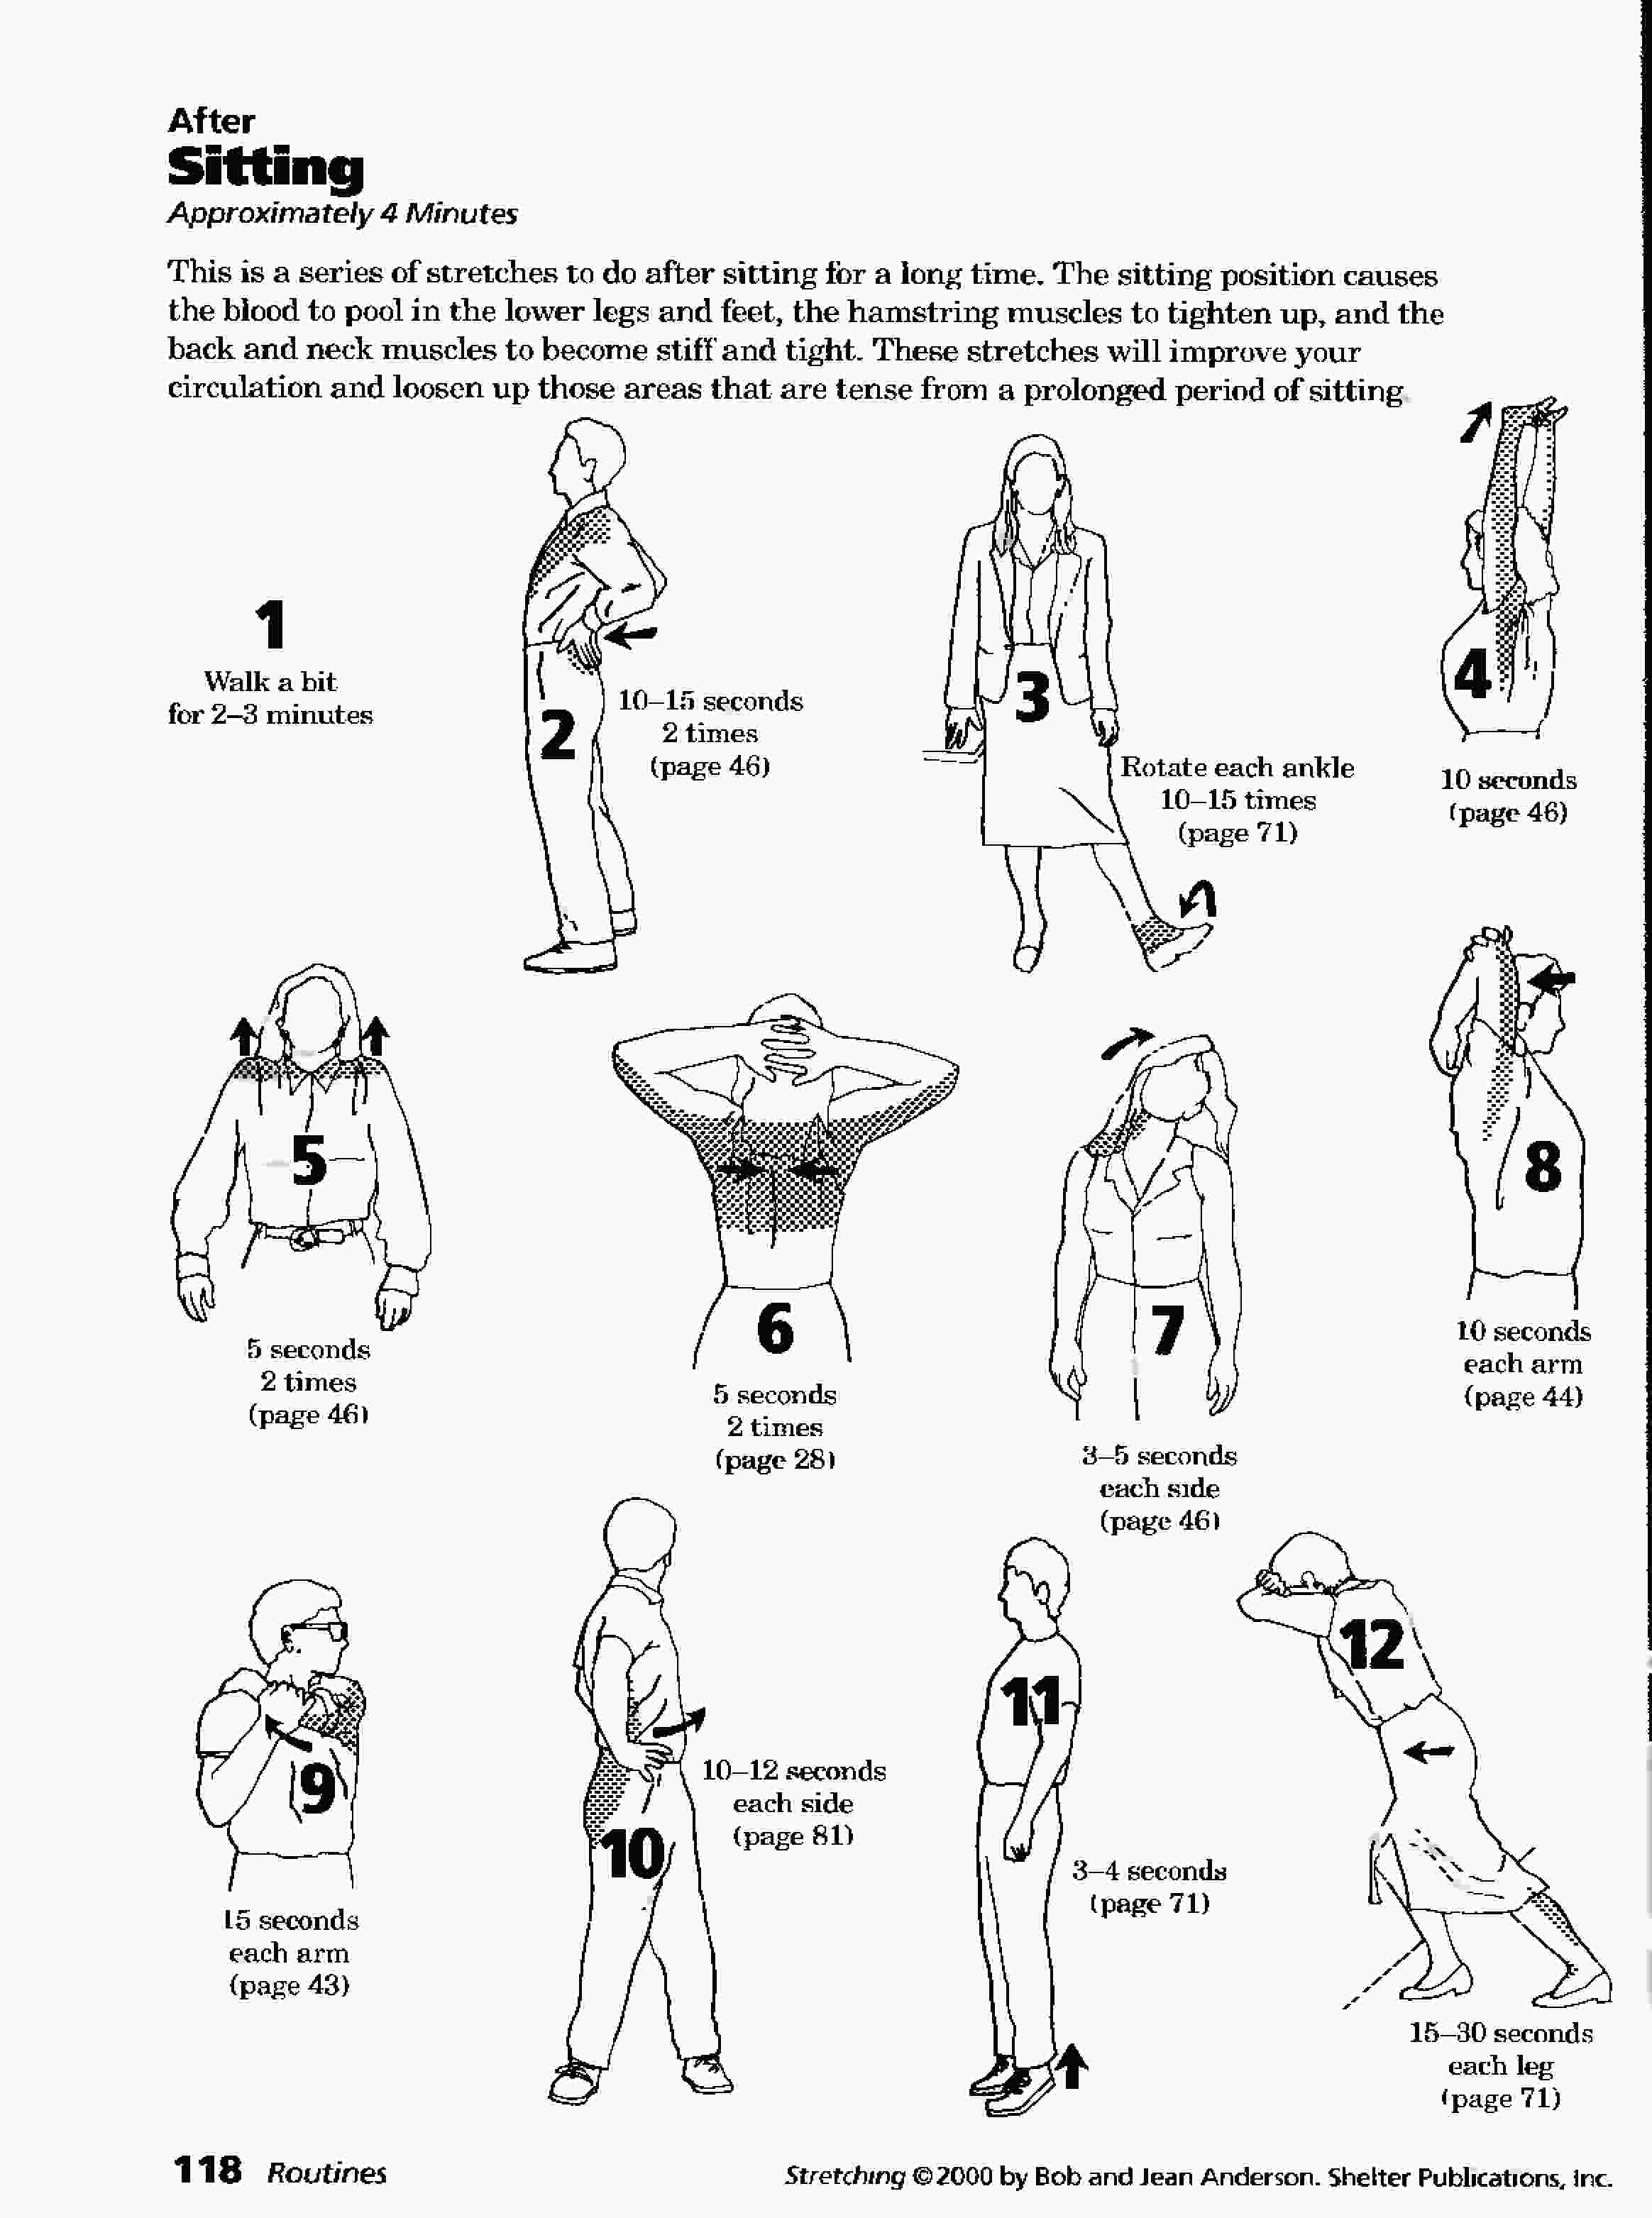 After
Sitting
Approximately 4 Minutes
This is a series of stretches to do after sitting for a long time. The sitting position causes
the blood to pool in the lower legs and feet, the hamstring muscles to tighten up, and the
back and neck muscles to become stiff and tight. These stretches will improve your
circulation and loosen up those areas that are tense from a prolonged period of sitting.
1
Walk a bit
for 2–3 minutes
2
10–15 seconds
2 times
(page 46)
3
Rotate each ankle
10–15 times
(page 71)
4
10 seconds
(page 46)
5
5 seconds
2 times
(page 46)
6
5 seconds
2 times
(page 28)
7
3–5 seconds
each side
(page 46)
8
10 seconds
each arm
(page 44)
9
15 seconds
each arm
(page 43)
10
10–12 seconds
each side
(page 81)
11
3–4 seconds
(page 71)
12
15–30 seconds
each leg
(page 71)
118 Routines
Stretching ©2000 by Bob and Jean Anderson. Shelter Publications, Inc.